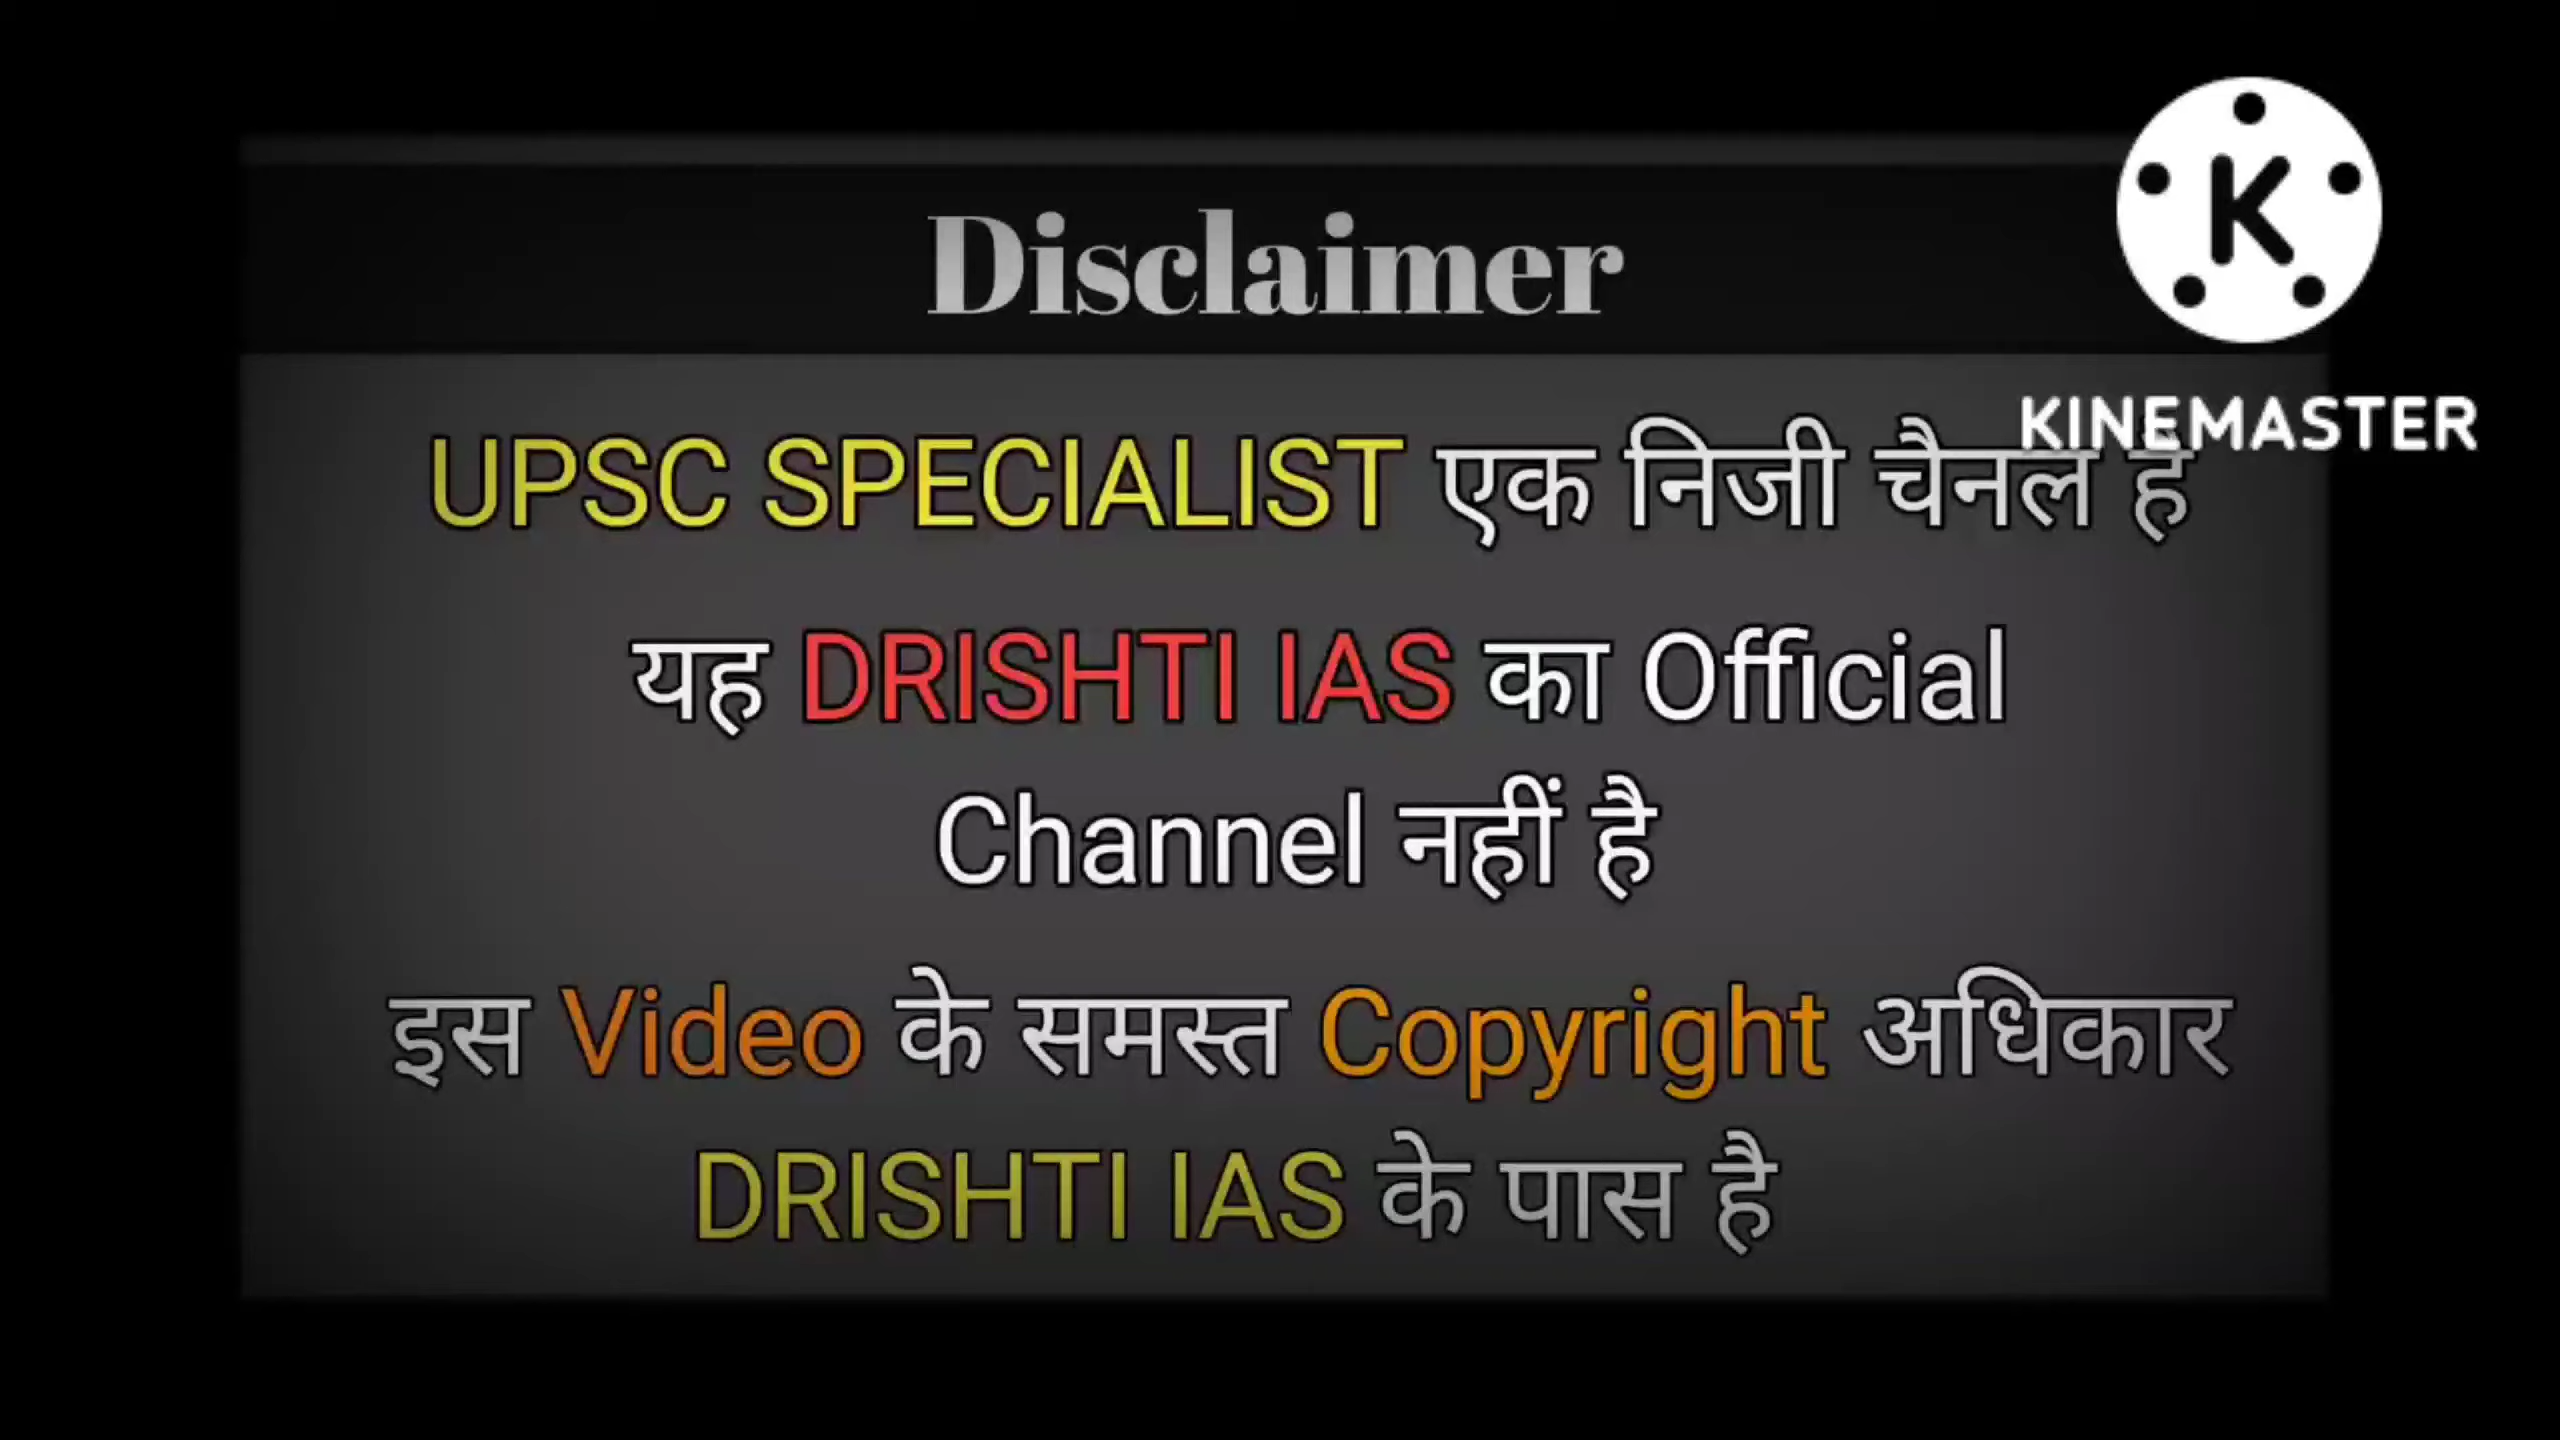 Disclaimer
K
KINEMASTER
UPSC SPECIALIST एक निजी चैनल है
यह DRISHTI IAS का Official
Channel नहीं है
इस Video के समस्त Copyright अधिकार
DRISHTI IAS के पास है